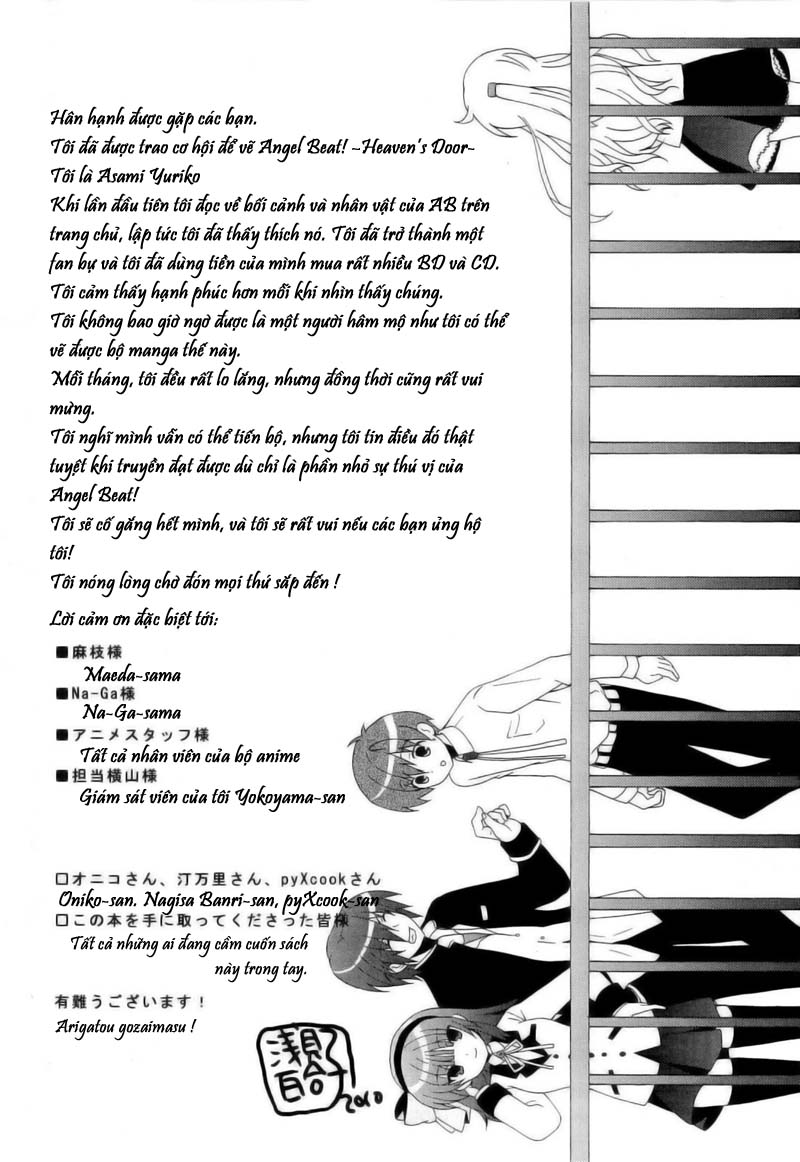 Hân hạnh được gặp các bạn.
Tôi đã được trao cơ hội để vẽ Angel Beat! ~Heaven's Door~
Tôi là Asami Yuriko
Khi lần đầu tiên tôi đọc về bối cảnh và nhân vật của AB trên
trang chủ, lập tức tôi đã thấy thích nó. Tôi đã trở thành một
fan bự và tôi đã dùng tiền của mình mua rất nhiều BD và CD.
Tôi cảm thấy hạnh phúc hơn mỗi khi nhìn thấy chúng.
Tôi không bao giờ ngờ được là một người hâm mộ như tôi có thể
vẽ được bộ manga thế này.
Mỗi tháng, tôi đều rất lo lắng, nhưng đồng thời cũng rất vui
mừng.
Tôi nghĩ mình vẫn có thể tiến bộ, nhưng tôi tin điều đó thật
tuyệt khi truyền đạt được dù chỉ là phần nhỏ sự thú vị của
Angel Beat!
Tôi sẽ cố gắng hết mình, và tôi sẽ rất vui nếu các bạn ủng hộ
tôi!
Tôi nóng lòng chờ đón mọi thứ sắp đến !
Lời cảm ơn đặc biệt tới:
■麻枝様
Maeda-sama
■Na-Ga様
Na-Ga-sama
■アニメスタッフ様
Tất cả nhân viên của bộ anime
■担当横山様
Giám sát viên của tôi Yokoyama-san
□オニコさん、汀万里さん、pyXcookさん
Oniko-san. Nagisa Banri-san, pyXcook-san
□この本を手に取ってくださった皆様
Tất cả những ai đang cầm cuốn sách
này trong tay.
有難うございます！
Arigatou gozaimasu !
浅見百合子
2010